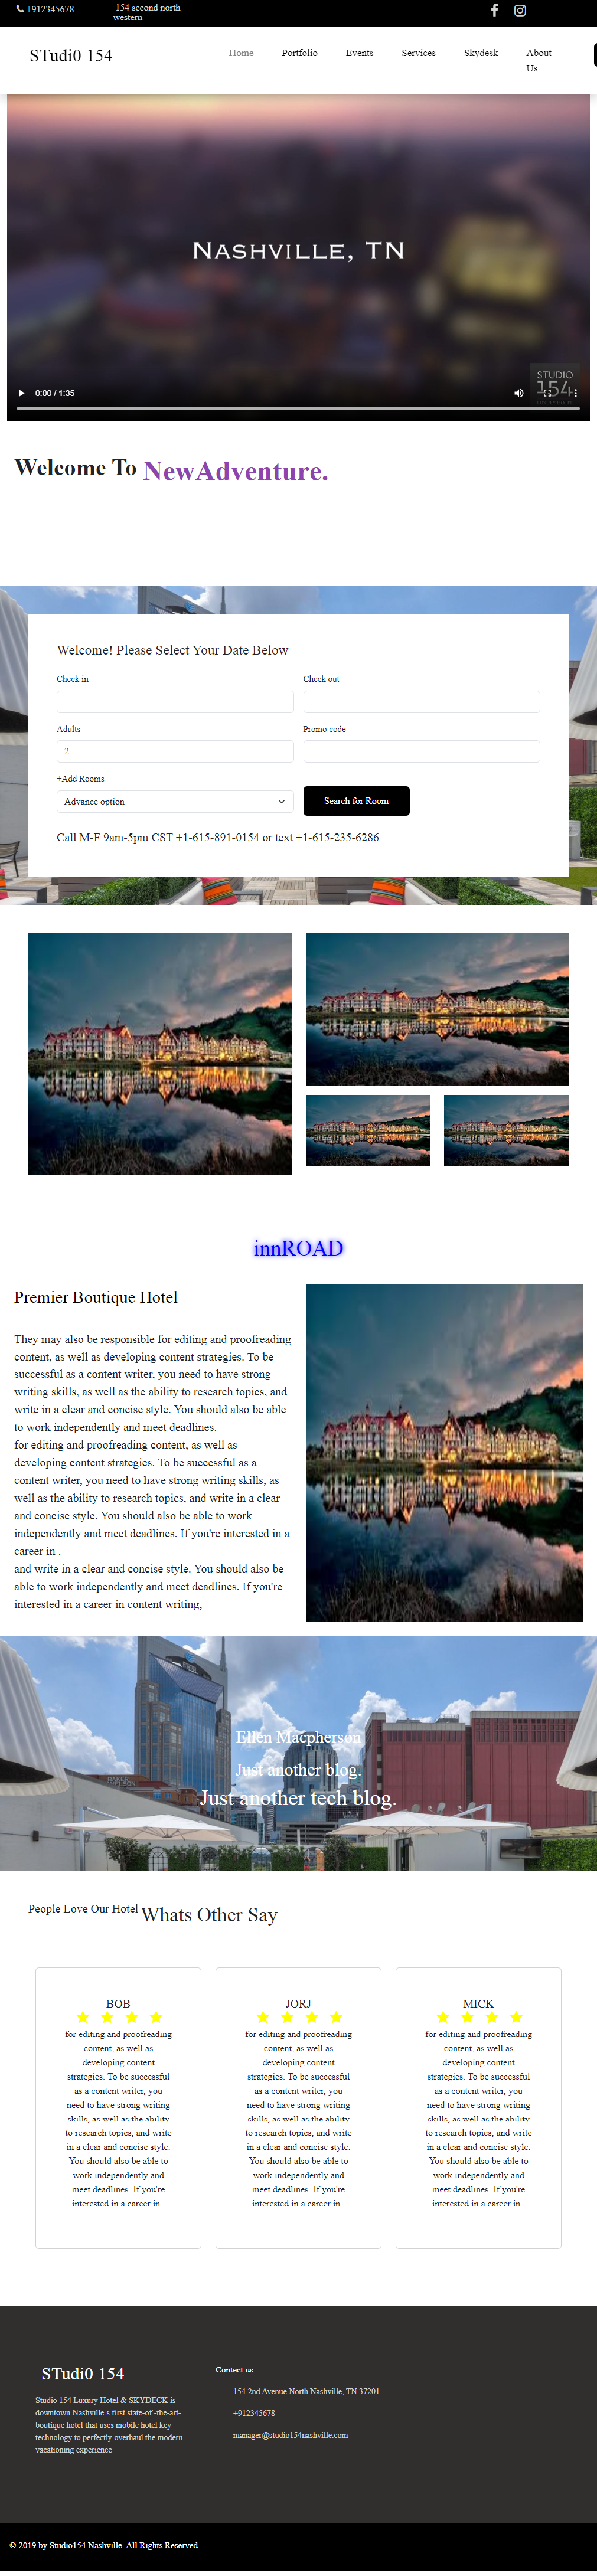 +912345678
154 second north
western
STudi0 154
Home
Portfolio
Events
Services
Skydesk
About
Us
NASHVILLE, TN
0:00 / 1:35
STUDIO
154
Welcome To NewAdventure.
Welcome! Please Select Your Date Below
Check in
Check out
Adults
Promo code
2
+Add Rooms
Advance option
Search for Room
Call M-F 9am-5pm CST +1-615-891-0154 or text +1-615-235-6286
innROAD
Premier Boutique Hotel
They may also be responsible for editing and proofreading
content, as well as developing content strategies. To be
successful as a content writer, you need to have strong
writing skills, as well as the ability to research topics, and
write in a clear and concise style. You should also be able
to work independently and meet deadlines.
for editing and proofreading content, as well as
developing content strategies. To be successful as a
content writer, you need to have strong writing skills, as
well as the ability to research topics, and write in a clear
and concise style. You should also be able to work
independently and meet deadlines. If you're interested in a
career in .
and write in a clear and concise style. You should also be
able to work independently and meet deadlines. If you're
interested in a career in content writing,
Ellen Macpherson
Just another blog.
Just another tech blog.
People Love Our Hotel Whats Other Say
BOB
for editing and proofreading
content, as well as
developing content
strategies. To be successful
as a content writer, you
need to have strong writing
skills, as well as the ability
to research topics, and write
in a clear and concise style.
You should also be able to
work independently and
meet deadlines. If you're
interested in a career in .
JORJ
for editing and proofreading
content, as well as
developing content
strategies. To be successful
as a content writer, you
need to have strong writing
skills, as well as the ability
to research topics, and write
in a clear and concise style.
You should also be able to
work independently and
meet deadlines. If you're
interested in a career in .
MICK
for editing and proofreading
content, as well as
developing content
strategies. To be successful
as a content writer, you
need to have strong writing
skills, as well as the ability
to research topics, and write
in a clear and concise style.
You should also be able to
work independently and
meet deadlines. If you're
interested in a career in .
STudi0 154
Studio 154 Luxury Hotel & SKYDECK is
downtown Nashville's first state-of -the-art-
boutique hotel that uses mobile hotel key
technology to perfectly overhaul the modern
vacationing experience
Contect us
154 2nd Avenue North Nashville, TN 37201
+912345678
manager@studio154nashville.com
© 2019 by Studio154 Nashville. All Rights Reserved.